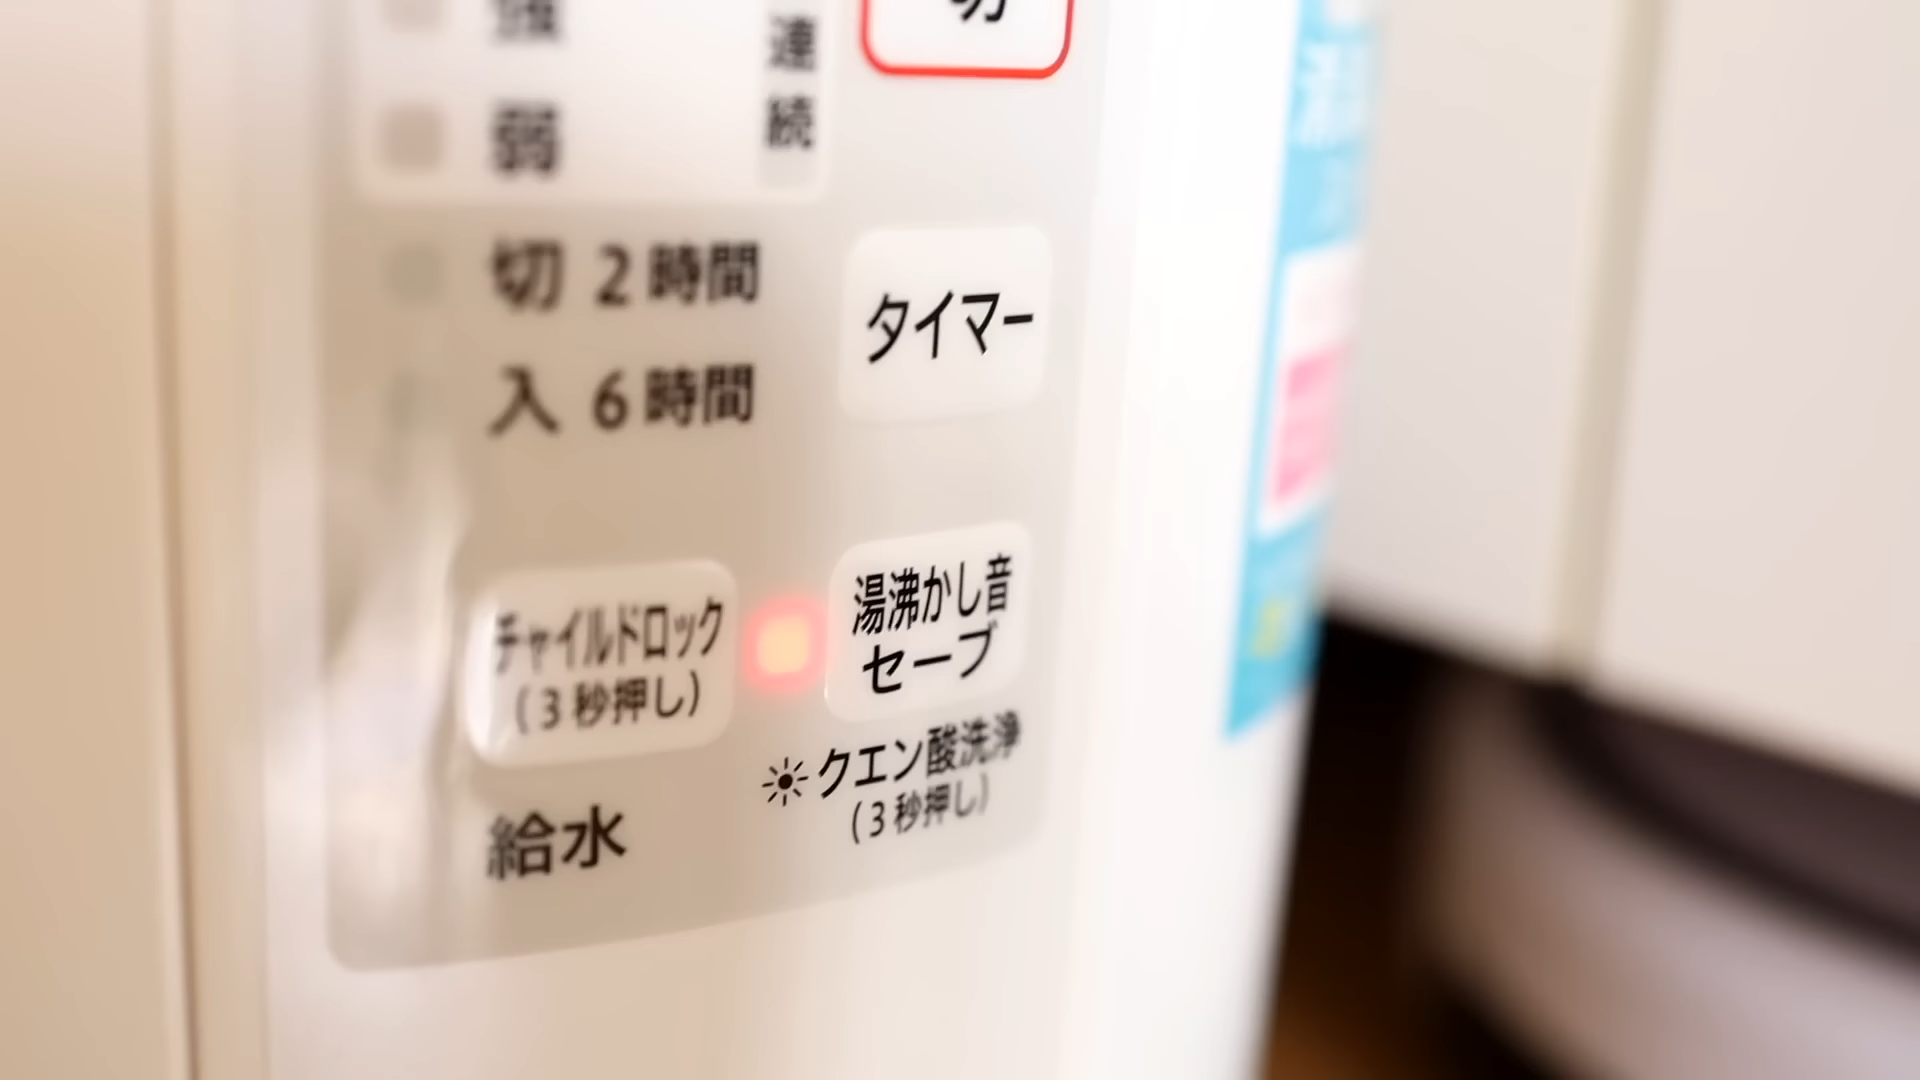 強
弱
連続
切
切 2時間
入 6時間
タイマー
チャイルドロック
(3秒押し)
湯沸かし音
セーブ
クエン酸洗浄
(3秒押し)
給水